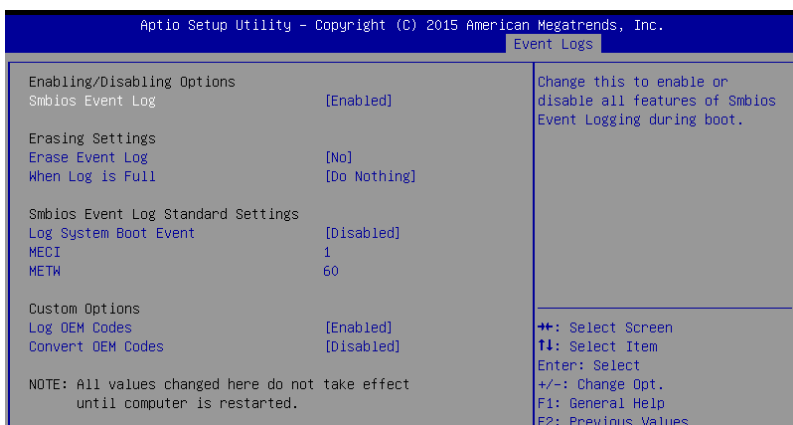 Aptio Setup Utility – Copyright (C) 2015 American Megatrends, Inc.
Event Logs
Enabling/Disabling Options
Smbios Event Log [Enabled]
Erasing Settings
Erase Event Log [No]
When Log is Full [Do Nothing]
Smbios Event Log Standard Settings
Log System Boot Event [Disabled]
MECI 1
METW 60
Custom Options
Log OEM Codes [Enabled]
Convert OEM Codes [Disabled]
NOTE: All values changed here do not take effect
until computer is restarted.
Change this to enable or
disable all features of Smbios
Event Logging during boot.
→←: Select Screen
↑↓: Select Item
Enter: Select
+/-: Change Opt.
F1: General Help
F2: Previous Values